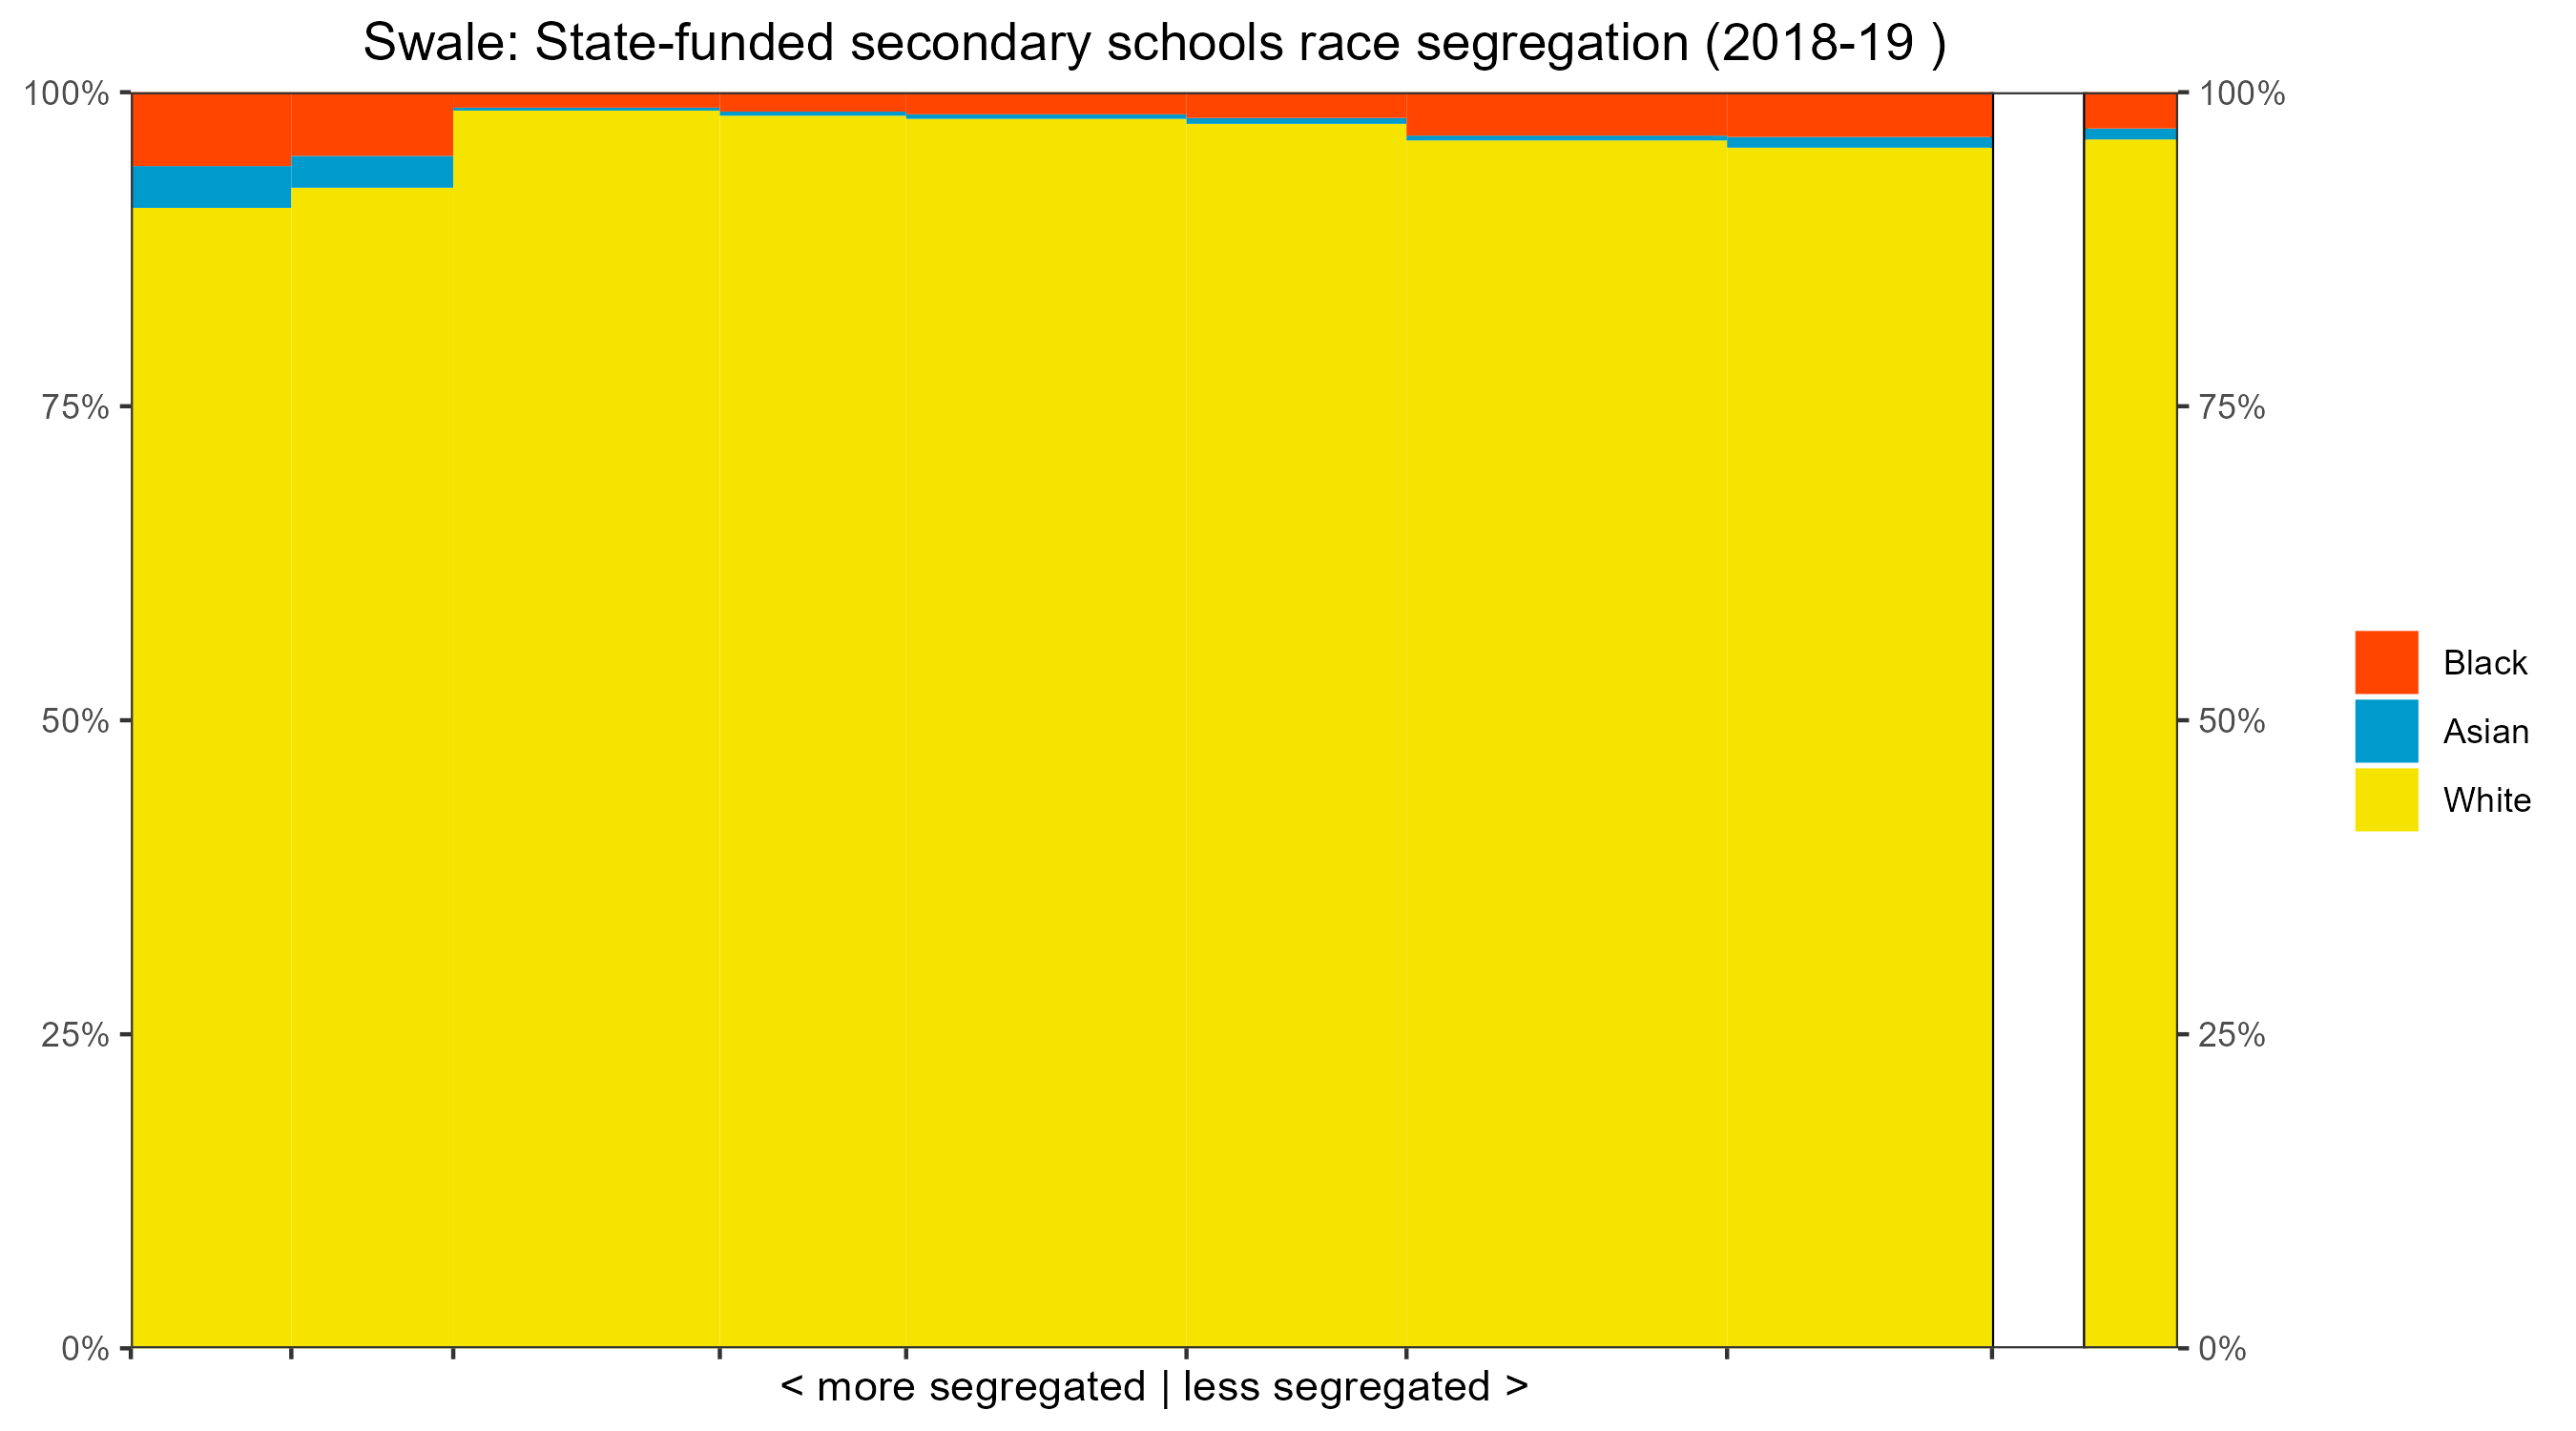 Swale: State-funded secondary schools race segregation (2018-19 )
100%
75%
50%
25%
0%
100%
75%
50%
25%
0%
< more segregated | less segregated >
Black
Asian
White